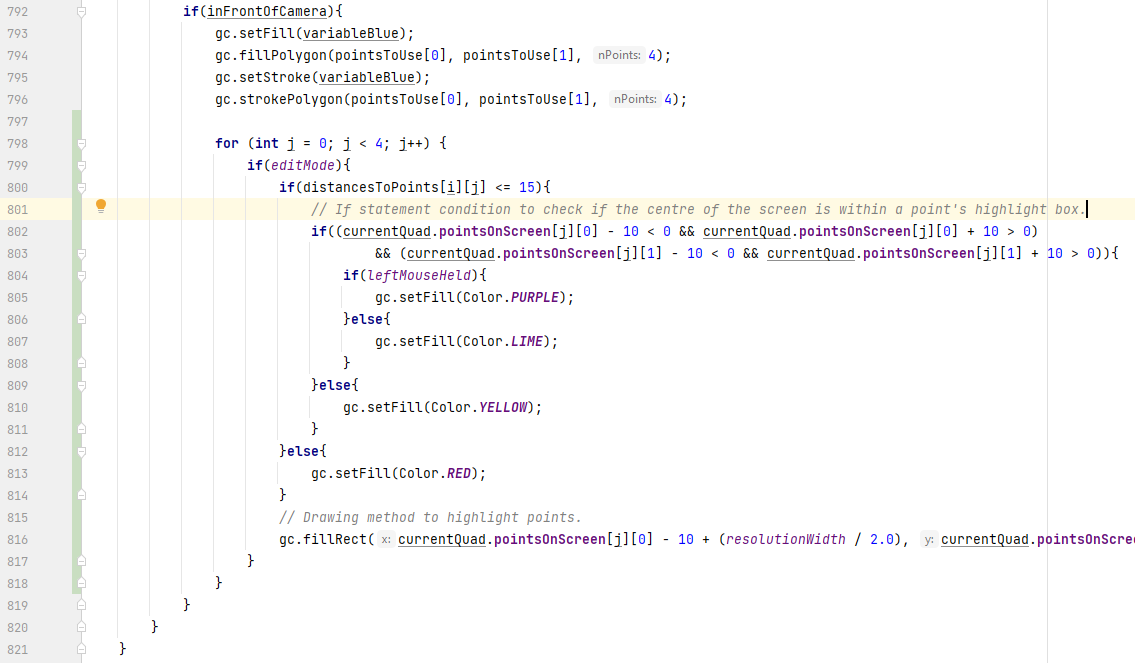 792 if(inFrontOfCamera){
793 gc.setFill(variableBlue);
794 gc.fillPolygon(pointsToUse[0], pointsToUse[1], nPoints: 4);
795 gc.setStroke(variableBlue);
796 gc.strokePolygon(pointsToUse[0], pointsToUse[1], nPoints: 4);
797
798 for (int j = 0; j < 4; j++) {
799 if(editMode){
800 if(distancesToPoints[i][j] <= 15){
801 // If statement condition to check if the centre of the screen is within a point's highlight box.
802 if((currentQuad.pointsOnScreen[j][0] - 10 < 0 && currentQuad.pointsOnScreen[j][0] + 10 > 0)
803 && (currentQuad.pointsOnScreen[j][1] - 10 < 0 && currentQuad.pointsOnScreen[j][1] + 10 > 0)){
804 if(leftMouseHeld){
805 gc.setFill(Color.PURPLE);
806 }else{
807 gc.setFill(Color.LIME);
808 }
809 }else{
810 gc.setFill(Color.YELLOW);
811 }
812 }else{
813 gc.setFill(Color.RED);
814 }
815 // Drawing method to highlight points.
816 gc.fillRect( x: currentQuad.pointsOnScreen[j][0] - 10 + (resolutionWidth / 2.0), y: currentQuad.pointsOnScre
817 }
818 }
819 }
820 }
821 }